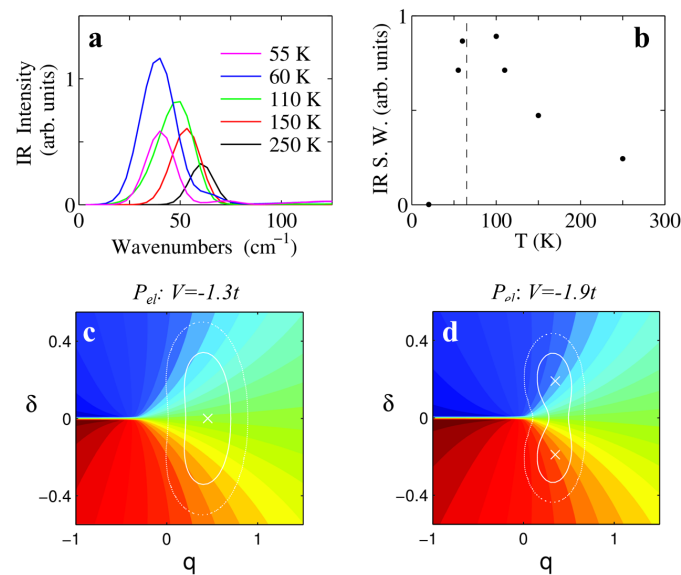 a
IR Intensity
(arb. units)
1
0
0
50
100
Wavenumbers (cm⁻¹)
55 K
60 K
110 K
150 K
250 K
b
IR S. W. (arb. units)
1
0
0
100
200
300
T (K)
P_el: V=-1.3t
c
δ
0.4
0
−0.4
−1
0
1
q
P_el: V=-1.9t
d
δ
0.4
0
−0.4
−1
0
1
q